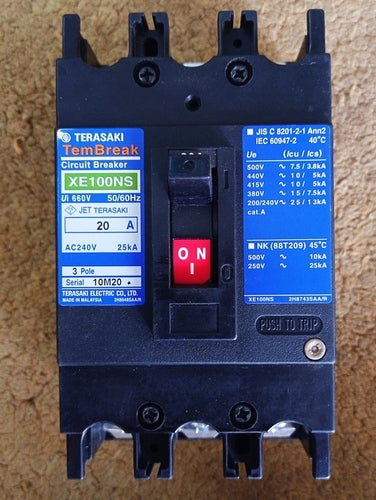 TERASAKI
TemBreak
Circuit Breaker
XE100NS
Ui 660V 50/60Hz
JET TERASAKI
20 A
AC240V 25kA
3 Pole
Serial 10M20
TERASAKI ELECTRIC CO., LTD.
MADE IN MALAYSIA 2H8648SAA/R
ON
I
O
■ JIS C 8201-2-1 Ann2
IEC 60947-2 40°C
Ue (Icu / Ics)
500V ~ 7.5 / 3.8kA
440V ~ 10 / 5kA
415V ~ 10 / 5kA
380V ~ 15 / 7.5kA
200/240V ~ 25 / 13kA
cat.A
■ NK (88T209) 45°C
500V ~ 10kA
250V ~ 25kA
XE100NS 2H8743SAA/R
PUSH TO TRIP